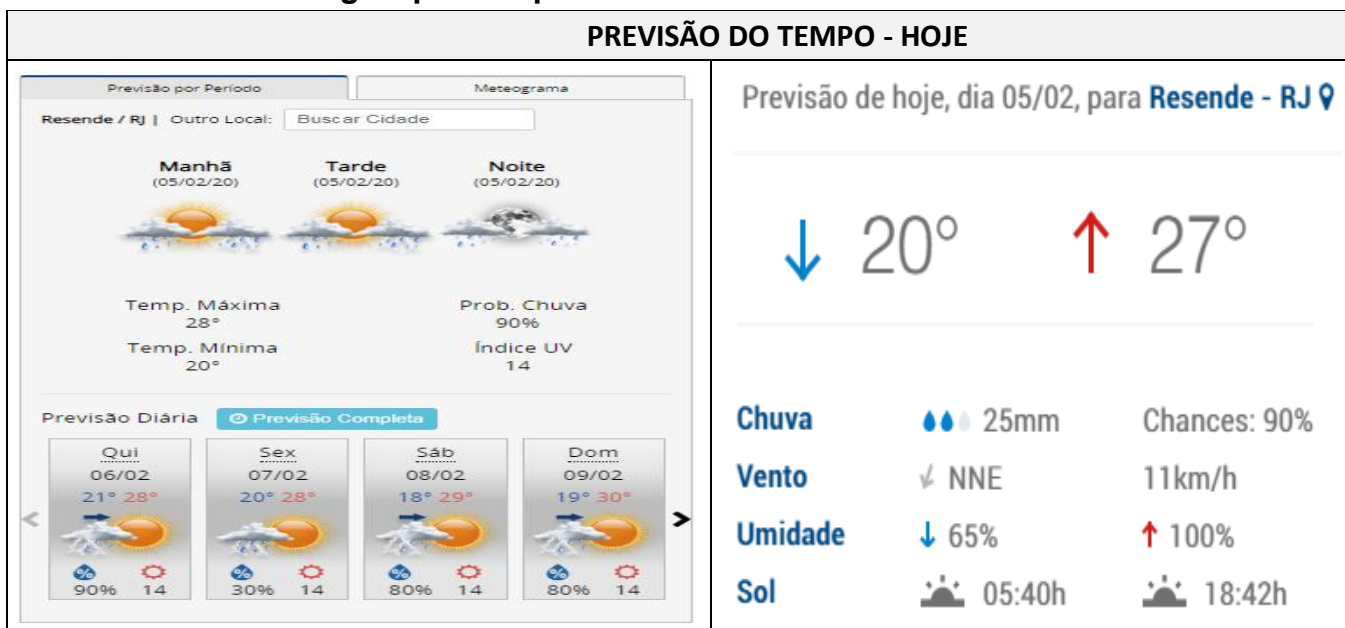 PREVISÃO DO TEMPO - HOJE
Previsão por Período Meteograma
Resende / RJ | Outro Local: Buscar Cidade
Manhã Tarde Noite
(05/02/20) (05/02/20) (05/02/20)
Temp. Máxima Prob. Chuva
28° 90%
Temp. Mínima Índice UV
20° 14
Previsão Diária Previsão Completa
Qui Sex Sáb Dom
06/02 07/02 08/02 09/02
21° 28° 20° 28° 18° 29° 19° 30°
< >
% % % %
90% 14 30% 14 80% 14 80% 14
Previsão de hoje, dia 05/02, para Resende - RJ
↓ 20° ↑ 27°
Chuva 25mm Chances: 90%
Vento NNE 11km/h
Umidade ↓ 65% ↑ 100%
Sol 05:40h 18:42h